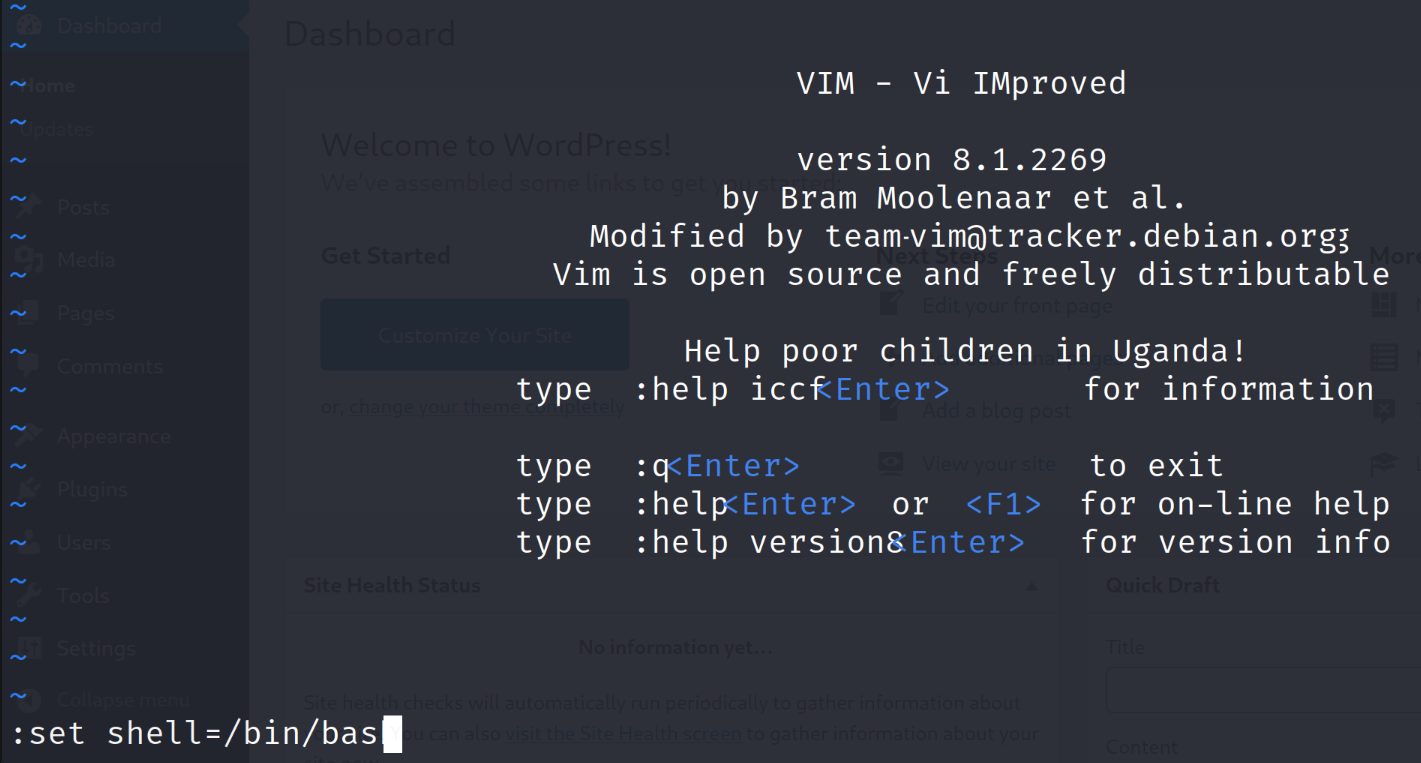 Dashboard
Dashboard
Home
VIM - Vi IMproved
Updates
Welcome to WordPress!
version 8.1.2269
We've assembled some links to get you started:
by Bram Moolenaar et al.
Posts
Modified by team-vim@tracker.debian.org
Get Started
Next Steps
More
Media
Vim is open source and freely distributable
Edit your front page
Pages
Customize Your Site
Help poor children in Uganda!
Comments
type :help iccf<Enter> for information
or, change your theme completely
Add a blog post
Appearance
type :q<Enter> to exit
View your site
Plugins
type :help<Enter> or <F1> for on-line help
Users
type :help version8<Enter> for version info
Site Health Status
Quick Draft
Tools
No information yet...
Title
Settings
Collapse menu
Site health checks will automatically run periodically to gather information about
:set shell=/bin/bas
You can also visit the Site Health screen to gather information about your
Content